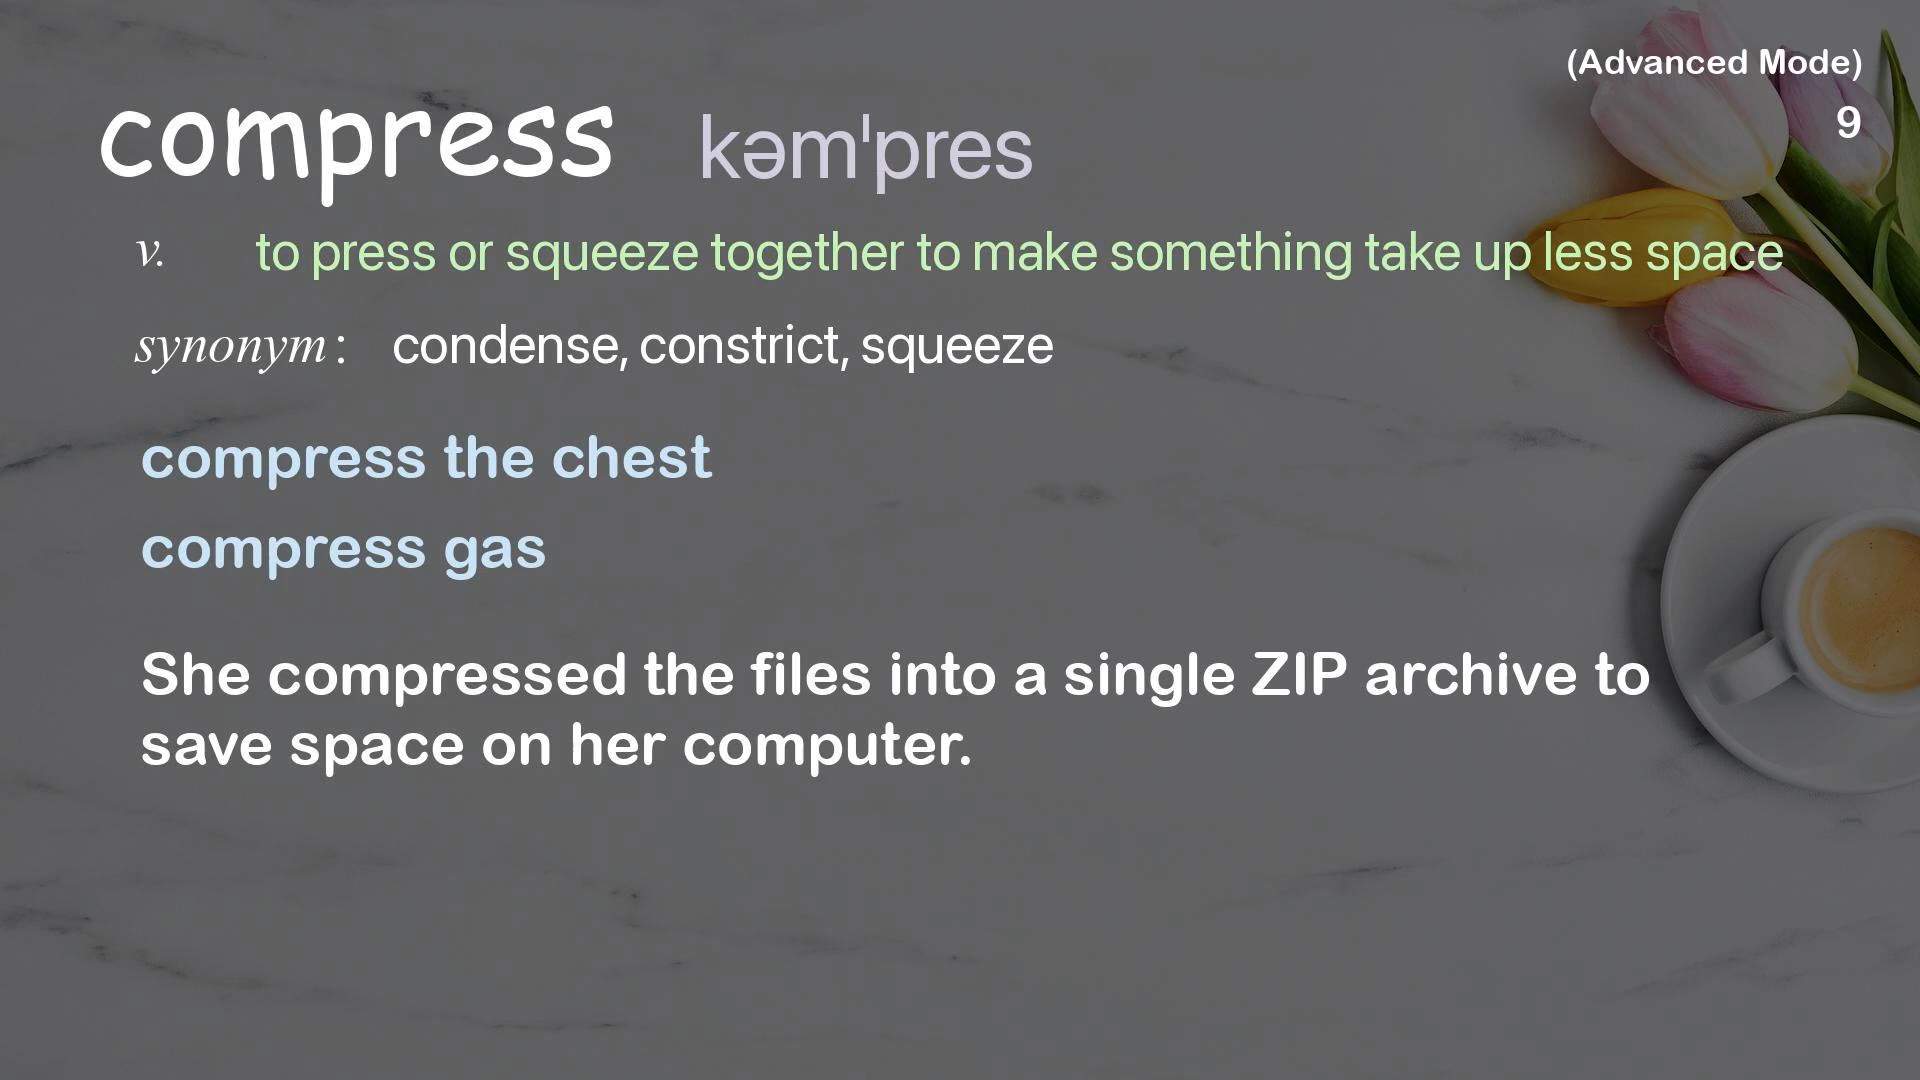 (Advanced Mode)
9
compress kəm'pres
v. to press or squeeze together to make something take up less space
synonym : condense, constrict, squeeze
compress the chest
compress gas
She compressed the files into a single ZIP archive to
save space on her computer.